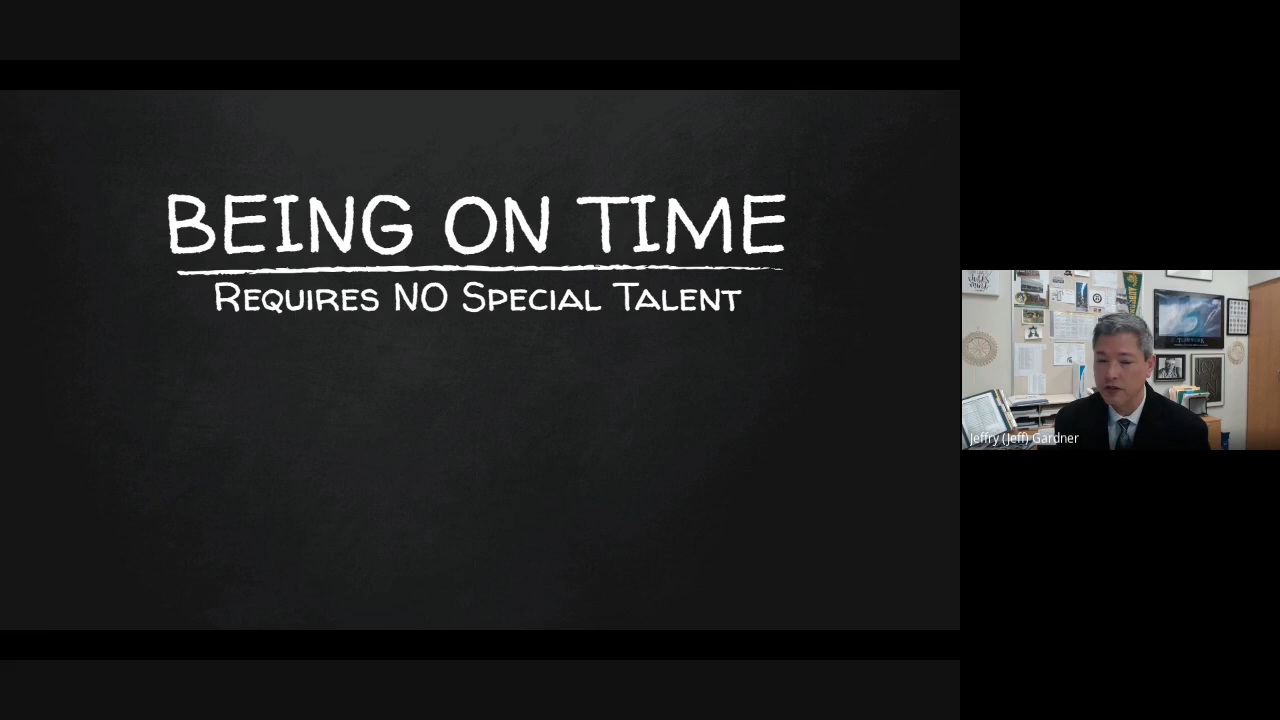 BEING ON TIME
REQUIRES NO SPECIAL TALENT
Jeffry (Jeff) Gardner